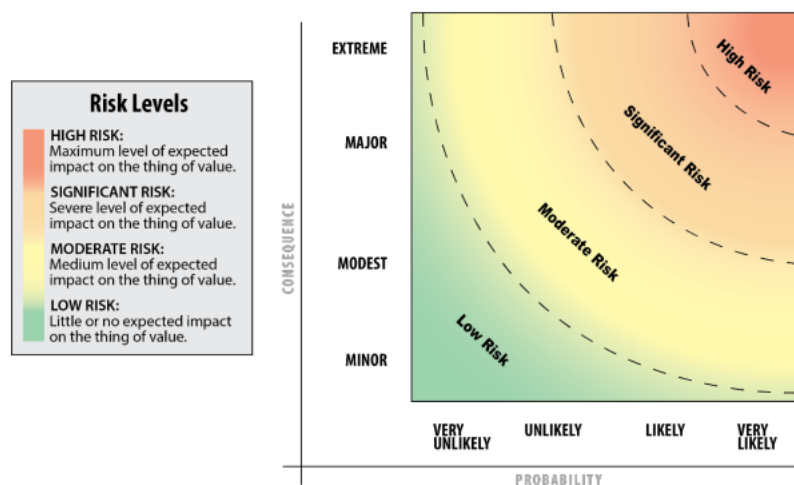 Risk Levels
HIGH RISK:
Maximum level of expected
impact on the thing of value.
SIGNIFICANT RISK:
Severe level of expected
impact on the thing of value.
MODERATE RISK:
Medium level of expected
impact on the thing of value.
LOW RISK:
Little or no expected impact
on the thing of value.
CONSEQUENCE
EXTREME
MAJOR
MODEST
MINOR
High Risk
Significant Risk
Moderate Risk
Low Risk
VERY
UNLIKELY
UNLIKELY
LIKELY
VERY
LIKELY
PROBABILITY